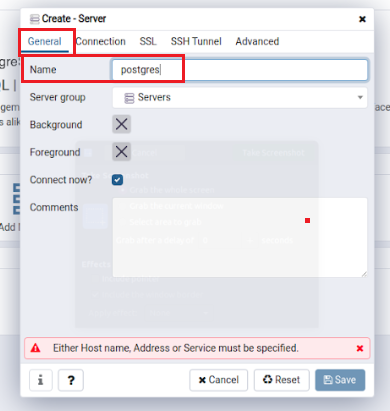 Create - Server
General Connection SSL SSH Tunnel Advanced
Name postgres
Server group Servers
Background
Foreground
Connect now?
Comments
Either Host name, Address or Service must be specified.
i ? Cancel Reset Save